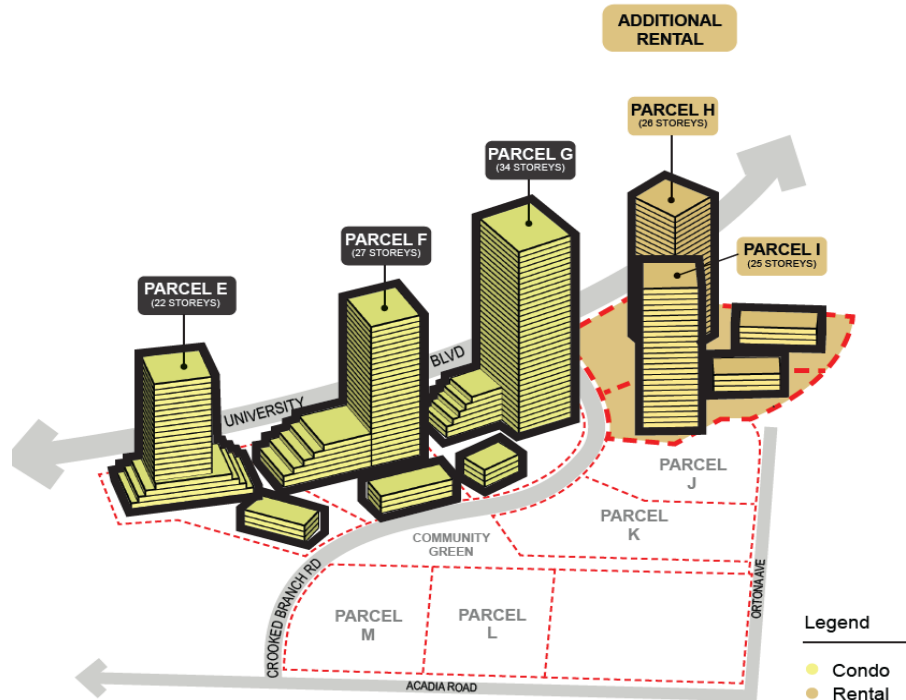 ADDITIONAL
RENTAL
PARCEL H
(26 STOREYS)
PARCEL G
(34 STOREYS)
PARCEL F
(27 STOREYS)
PARCEL I
(25 STOREYS)
PARCEL E
(22 STOREYS)
UNIVERSITY
BLVD
PARCEL
J
PARCEL
K
COMMUNITY
GREEN
CROOKED BRANCH RD
ORTONA AVE
PARCEL
M
PARCEL
L
ACADIA ROAD
Legend
Condo
Rental